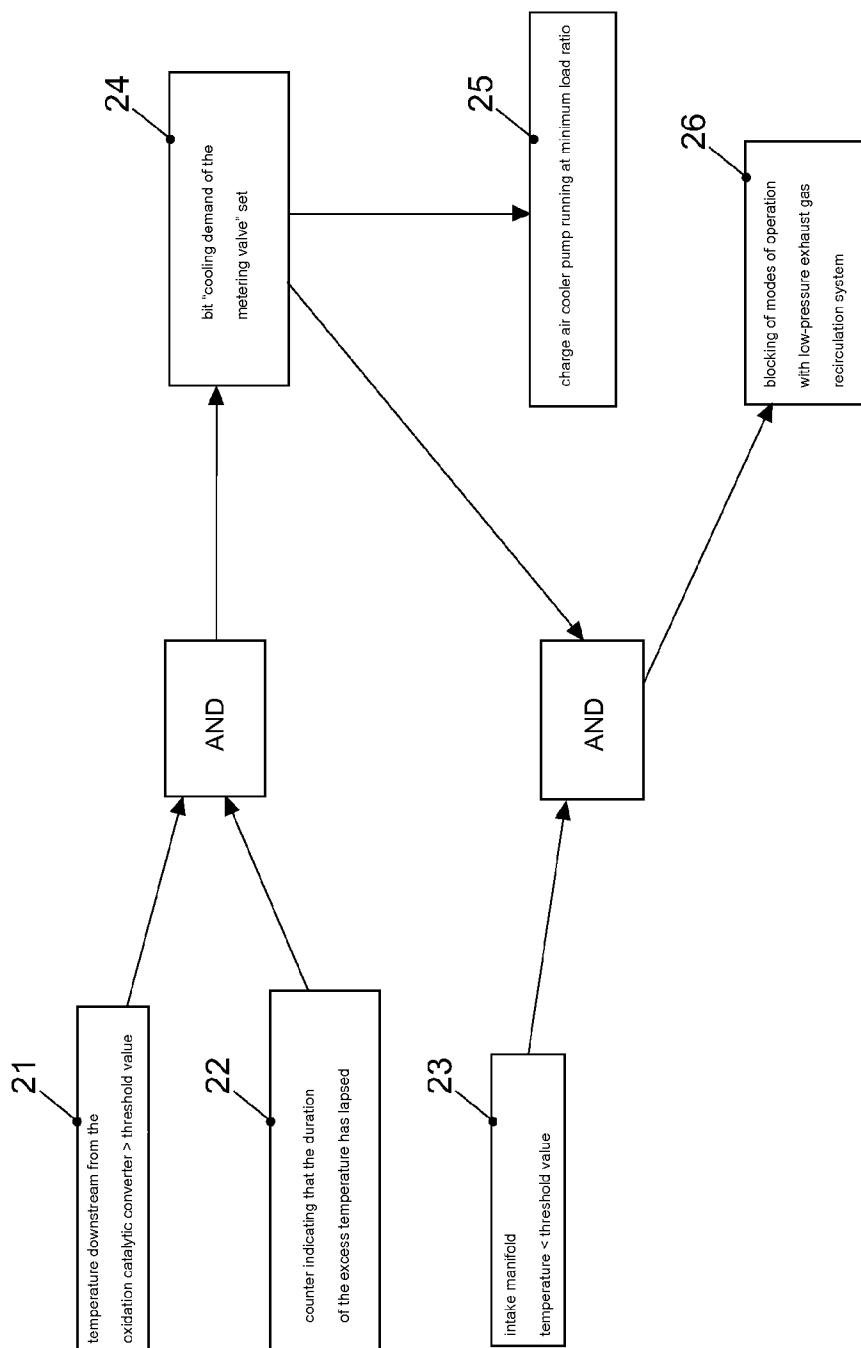 21
temperature downstream from the
oxidation catalytic converter > threshold value
22
counter indicating that the duration
of the excess temperature has lapsed
23
intake manifold
temperature < threshold value
AND
AND
24
bit "cooling demand of the
metering valve" set
25
charge air cooler pump running at minimum load ratio
26
blocking of modes of operation
with low-pressure exhaust gas
recirculation system